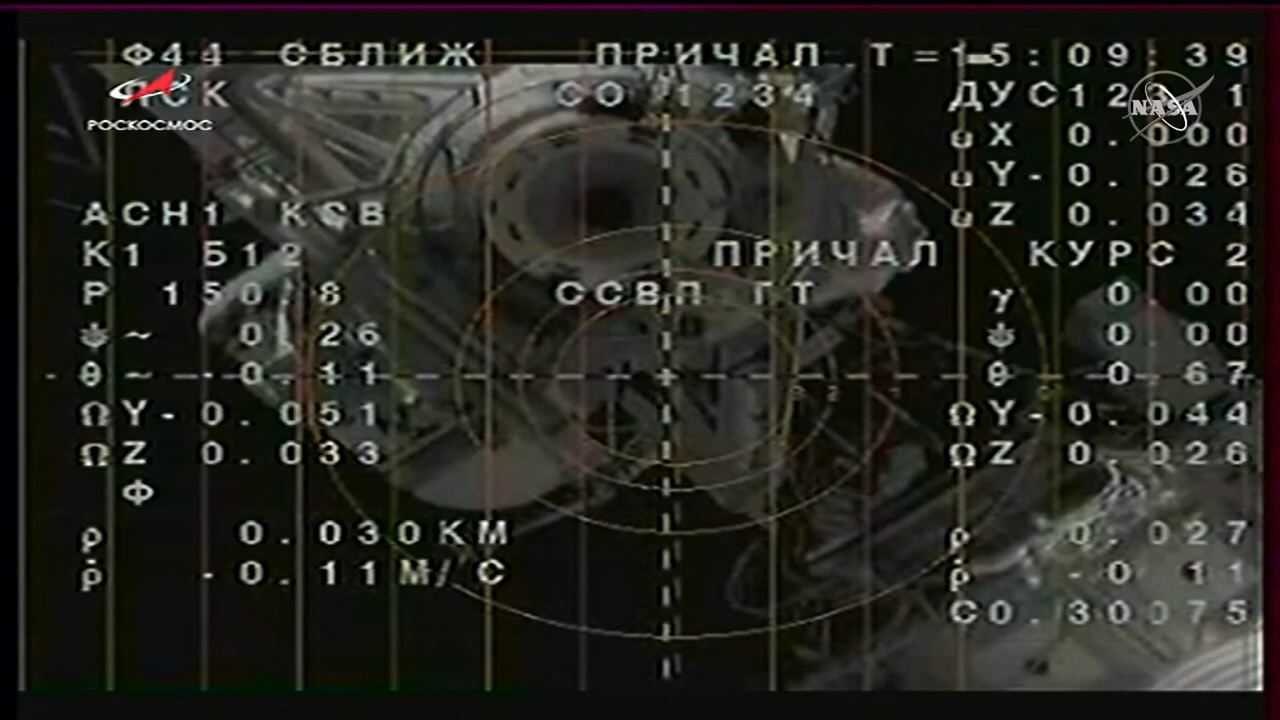 Ф44 СБЛИЖ ПРИЧАЛ T=15:09:39
ПСК СО 1234 ДУС12 1
РОСКОСМОС
NASA
ωX 0.000
ωY-0.026
АСН1 КСВ ωZ 0.034
К1 Б12 ПРИЧАЛ КУРС 2
Р 150.8 ССВП ГТ γ 0.00
ψ~ 0.26 ψ 0.00
θ~ -0.11 θ 0.67
ΩY-0.051 ΩY-0.044
ΩZ 0.033 ΩZ 0.026
Ф
ρ 0.030КМ ρ 0.027
ρ̇ -0.11М/С ρ̇ -0.11
С0.30075